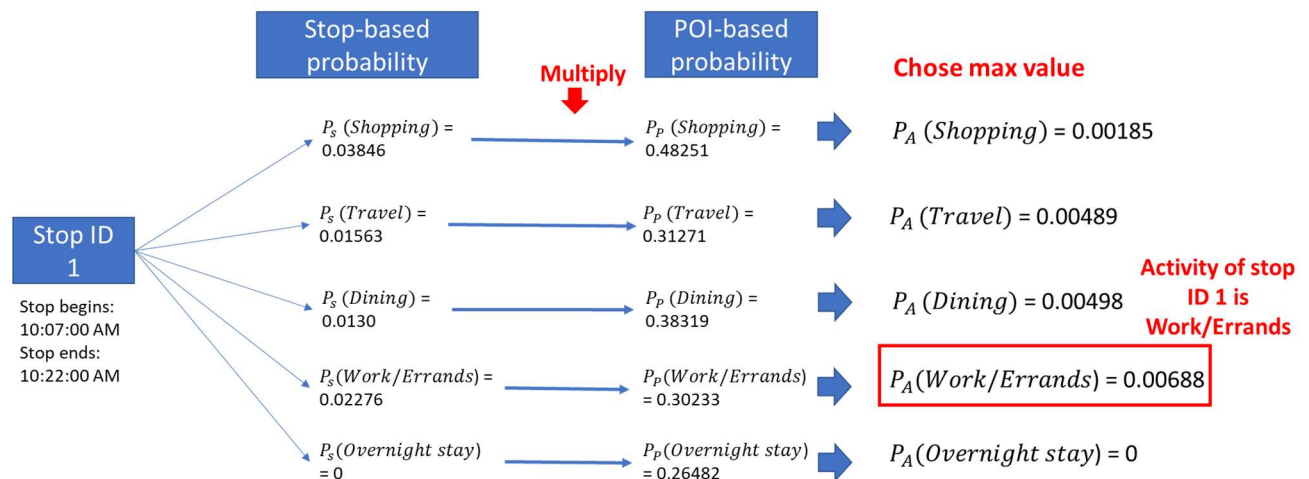 Stop-based
probability
POI-based
probability
Multiply
Chose max value
P_s (Shopping) =
0.03846
P_P (Shopping) =
0.48251
P_A (Shopping) = 0.00185
P_s (Travel) =
0.01563
P_P (Travel) =
0.31271
P_A (Travel) = 0.00489
Stop ID
1
Stop begins:
10:07:00 AM
Stop ends:
10:22:00 AM
P_s (Dining) =
0.0130
P_P (Dining) =
0.38319
P_A (Dining) = 0.00498
Activity of stop
ID 1 is
Work/Errands
P_s(Work/Errands) =
0.02276
P_P(Work/Errands)
= 0.30233
P_A(Work/Errands) = 0.00688
P_s(Overnight stay)
= 0
P_P(Overnight stay)
= 0.26482
P_A(Overnight stay) = 0